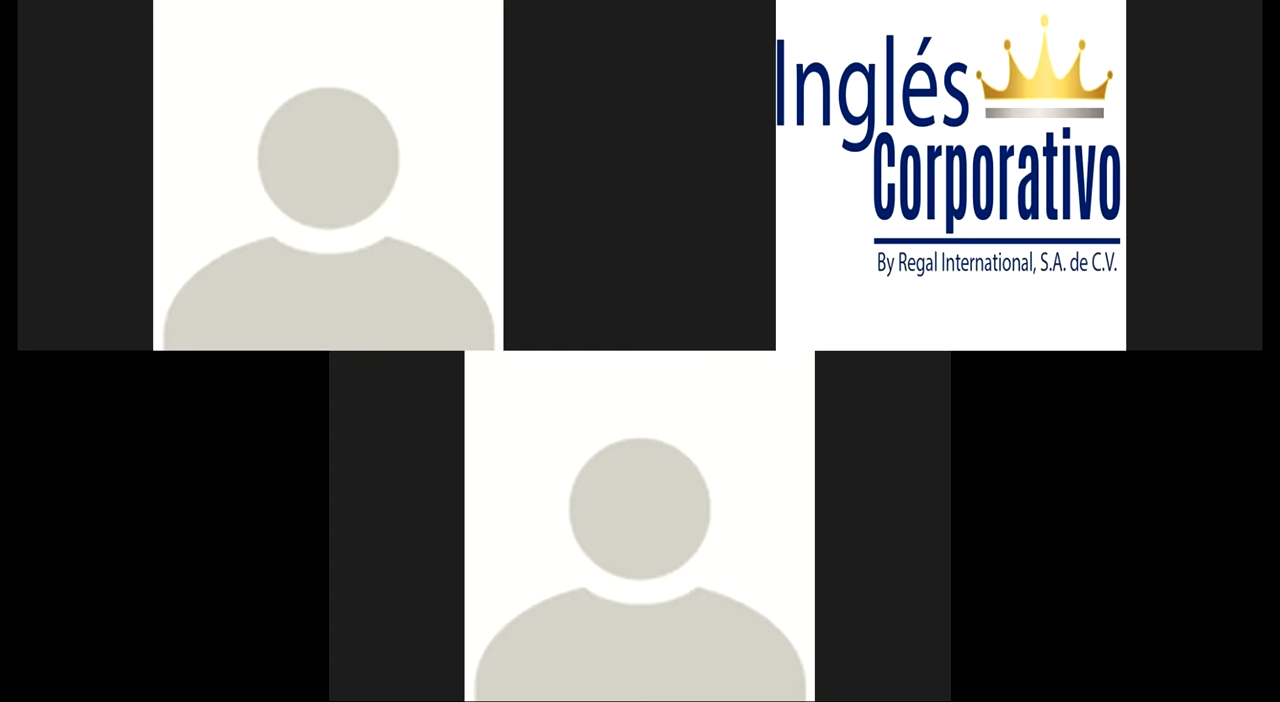 Inglés
Corporativo
By Regal International, S.A. de C.V.